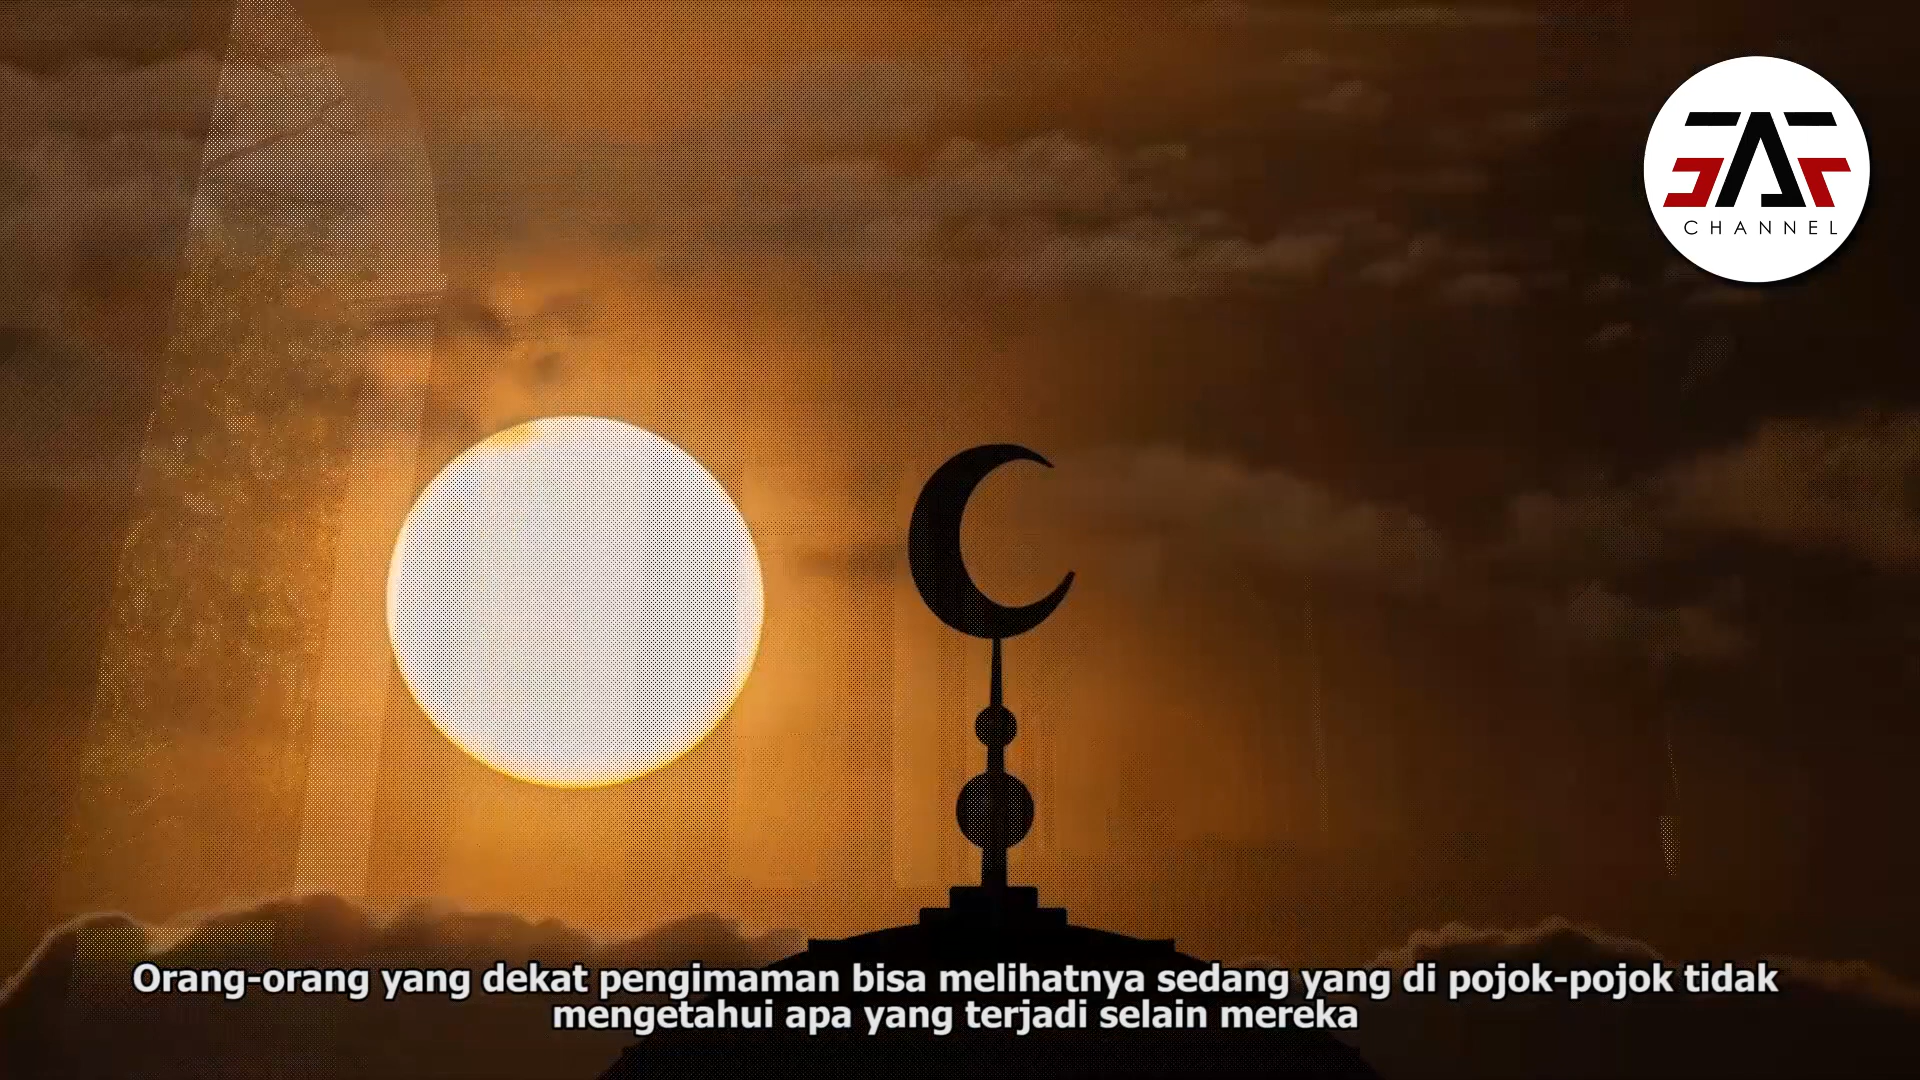 CHANNEL
Orang-orang yang dekat pengimaman bisa melihatnya sedang yang di pojok-pojok tidak
mengetahui apa yang terjadi selain mereka